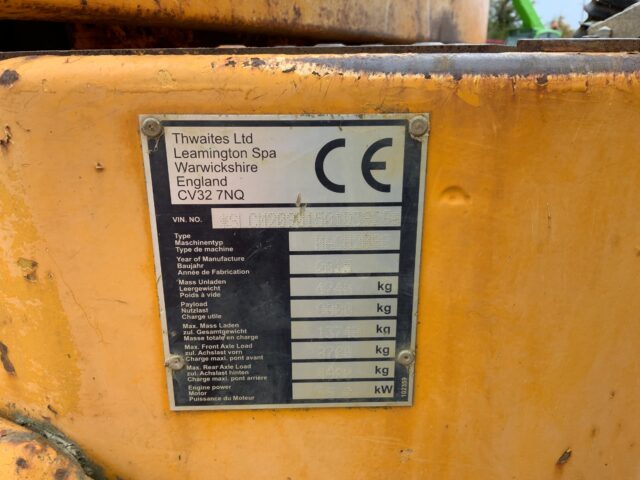 Thwaites Ltd
Leamington Spa
Warwickshire
England
CV32 7NQ
CE
VIN. NO.
Type
Maschinentyp
Type de machine
Year of Manufacture
Baujahr
Année de Fabrication
Mass Unladen
Leergewicht kg
Poids à vide
Payload
Nutzlast kg
Charge utile
Max. Mass Laden
zul. Gesamtgewicht kg
Masse totale en charge
Max. Front Axle Load
zul. Achslast vorn kg
Charge maxi. pont avant
Max. Rear Axle Load
zul. Achslast hinten kg
Charge maxi. pont arrière
Engine power
Motor kW
Puissance du Moteur